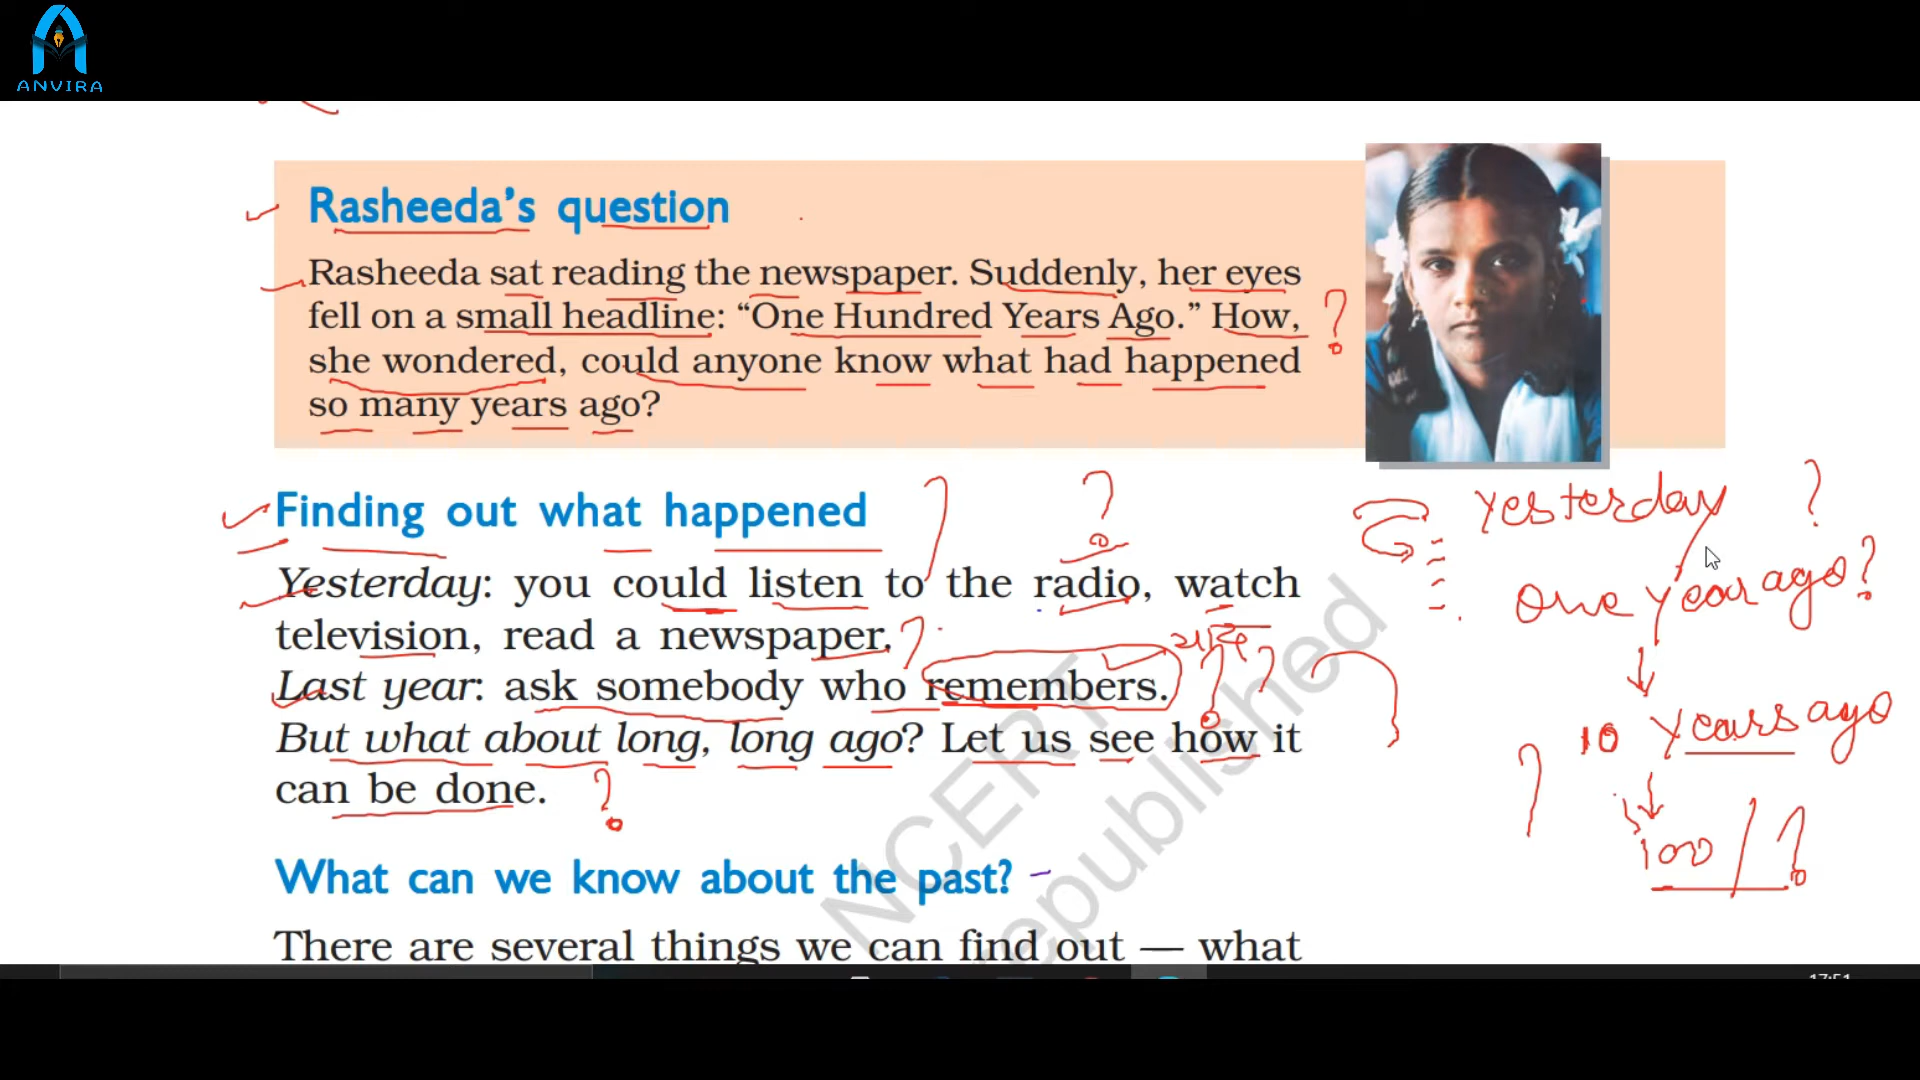 ANVIRA
Rasheeda's question
Rasheeda sat reading the newspaper. Suddenly, her eyes
fell on a small headline: “One Hundred Years Ago.” How,
she wondered, could anyone know what had happened
so many years ago?
?
Finding out what happened
?
?
Yesterday: you could listen to the radio, watch
television, read a newspaper.
?
Last year: ask somebody who remembers.
?
?
But what about long, long ago? Let us see how it
can be done.
?
yesterday ?
one year ago?
10 years ago
?
100 / ?
What can we know about the past?
There are several things we can find out — what
NCERT
republished
17:51